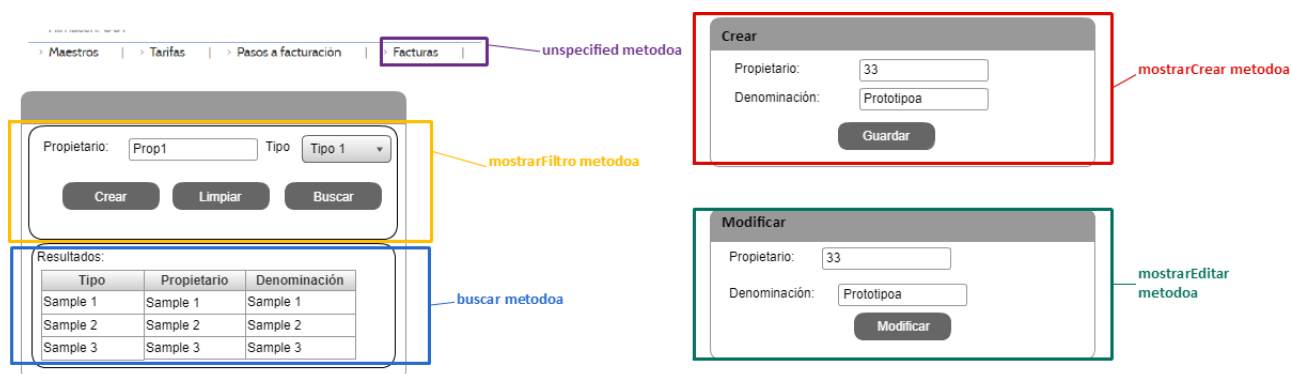 > Maestros | > Tarifas | > Pasos a facturación | > Facturas |
unspecified metodoa
Propietario: Prop1 Tipo Tipo 1
Crear Limpiar Buscar
mostrarFiltro metodoa
Resultados:
Tipo Propietario Denominación
Sample 1 Sample 1 Sample 1
Sample 2 Sample 2 Sample 2
Sample 3 Sample 3 Sample 3
buscar metodoa
Crear
Propietario: 33
Denominación: Prototipoa
Guardar
mostrarCrear metodoa
Modificar
Propietario: 33
Denominación: Prototipoa
Modificar
mostrarEditar
metodoa